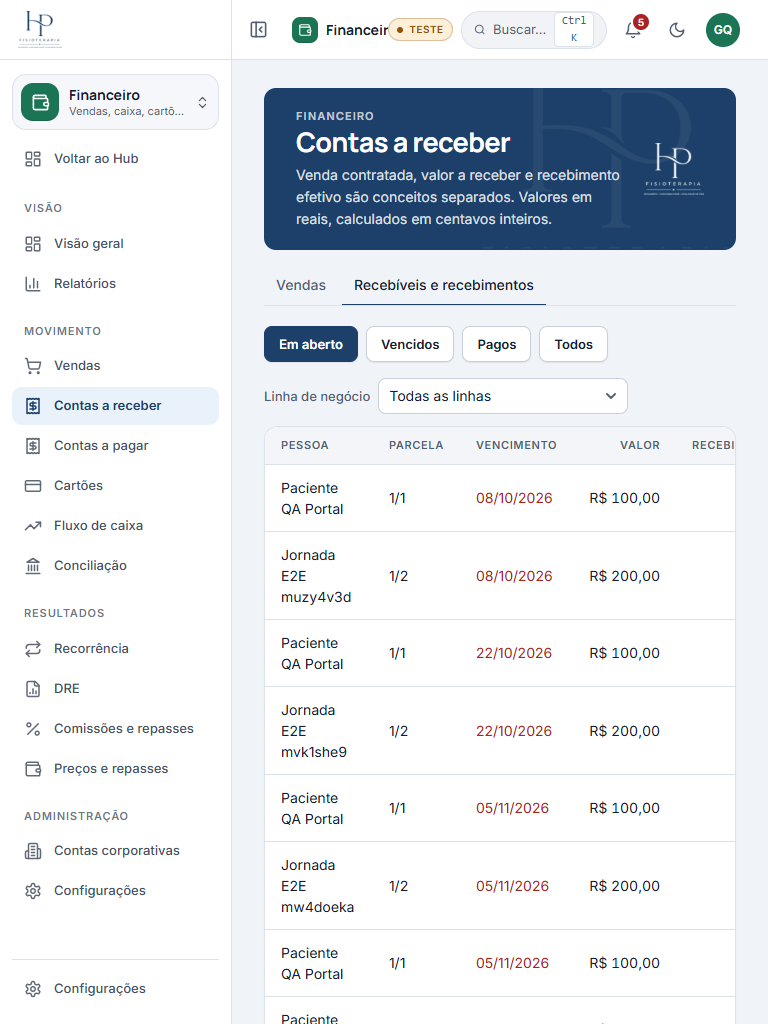 HP
FISIOTERAPIA
Financeiro
Vendas, caixa, cartõ...
Voltar ao Hub
VISÃO
Visão geral
Relatórios
MOVIMENTO
Vendas
Contas a receber
Contas a pagar
Cartões
Fluxo de caixa
Conciliação
RESULTADOS
Recorrência
DRE
Comissões e repasses
Preços e repasses
ADMINISTRAÇÃO
Contas corporativas
Configurações
Configurações
Financeir
TESTE
Buscar...
Ctrl
K
5
GQ
FINANCEIRO
Contas a receber
Venda contratada, valor a receber e recebimento
efetivo são conceitos separados. Valores em
reais, calculados em centavos inteiros.
HP
FISIOTERAPIA
Vendas Recebíveis e recebimentos
Em aberto Vencidos Pagos Todos
Linha de negócio Todas as linhas
PESSOA PARCELA VENCIMENTO VALOR RECEBI
Paciente
QA Portal
1/1 08/10/2026 R$ 100,00
Jornada
E2E
muzy4v3d
1/2 08/10/2026 R$ 200,00
Paciente
QA Portal
1/1 22/10/2026 R$ 100,00
Jornada
E2E
mvk1she9
1/2 22/10/2026 R$ 200,00
Paciente
QA Portal
1/1 05/11/2026 R$ 100,00
Jornada
E2E
mw4doeka
1/2 05/11/2026 R$ 200,00
Paciente
QA Portal
1/1 05/11/2026 R$ 100,00
Paciente